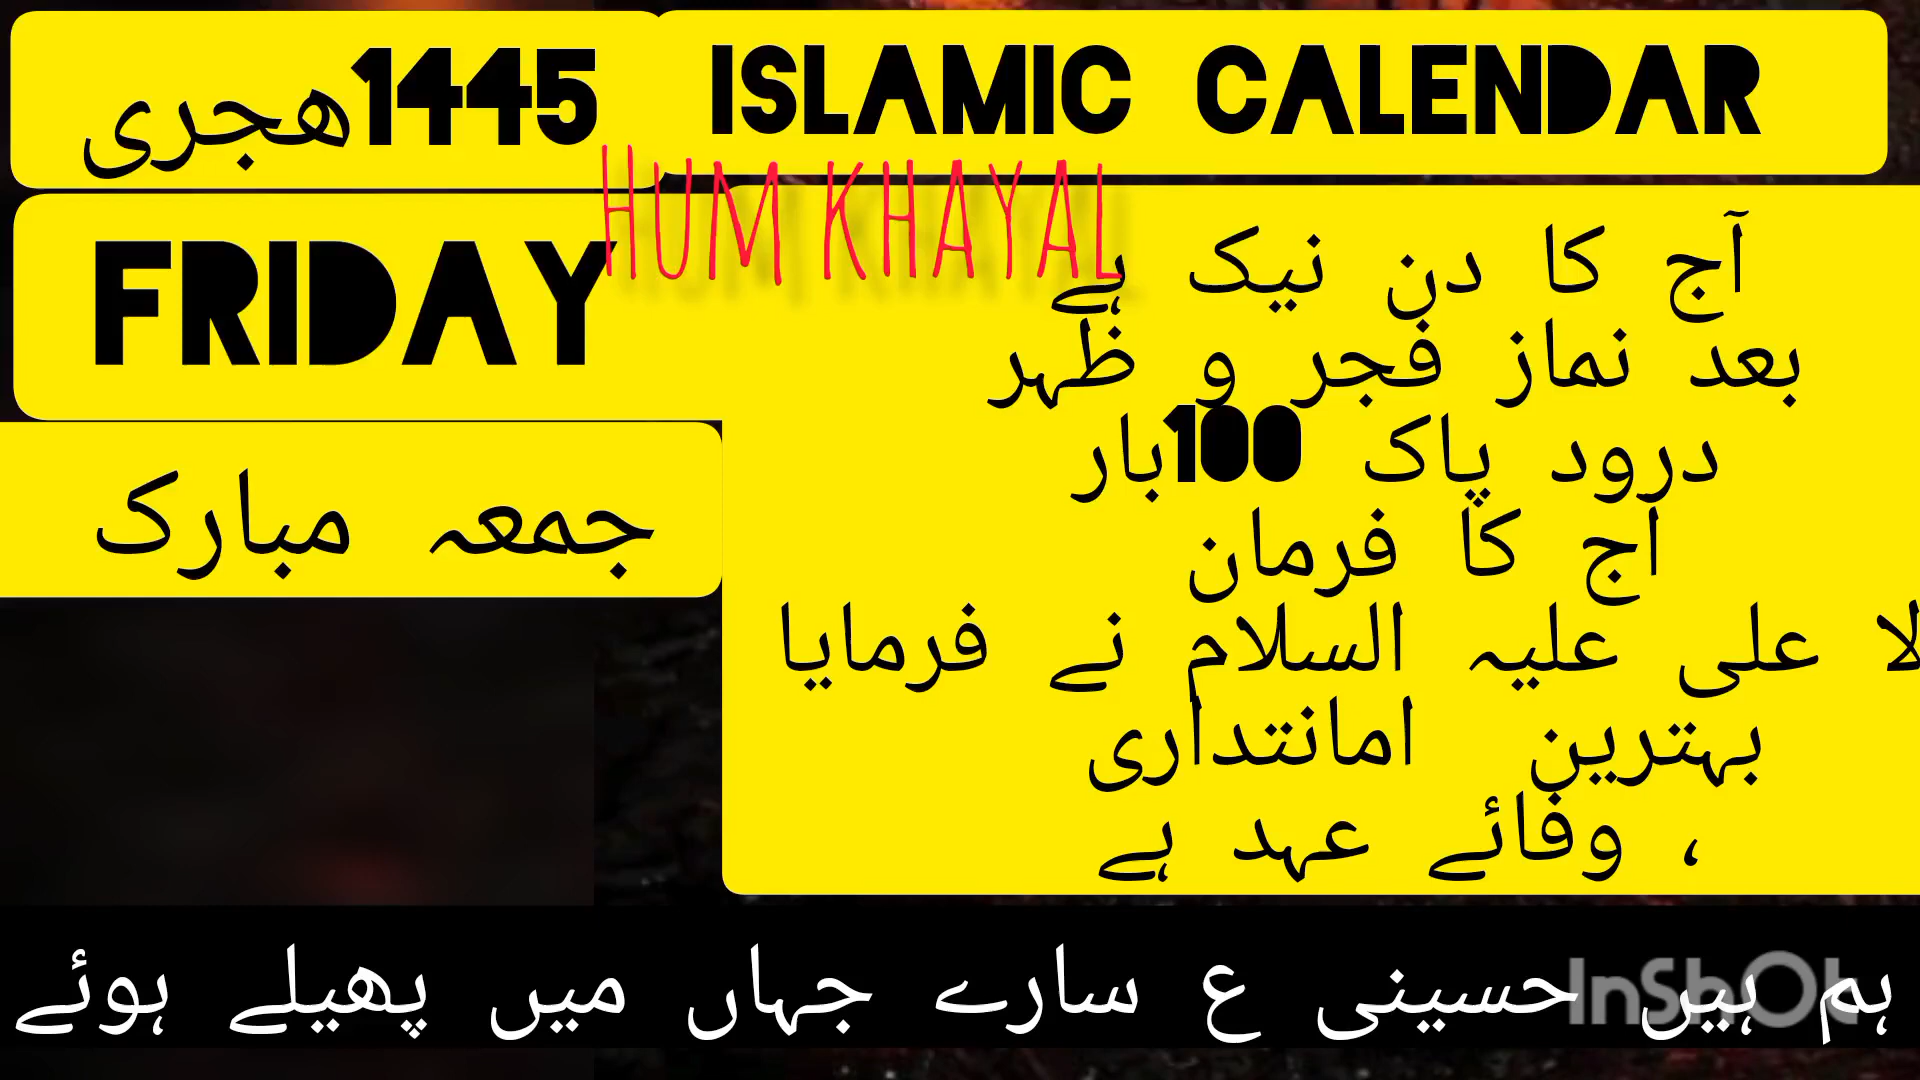 1445ھجری
ISLAMIC CALENDAR
HUM KHAYAL
FRIDAY
جمعہ مبارک
آج کا دن نیک ہے
بعد نماز فجر و ظہر
درود پاک 100بار
اج کا فرمان
لا علی علیہ السلام نے فرمایا
بہترین امانتداری
، وفائے عہد ہے
ہم ہیں حسینی ع سارے جہاں میں پھیلے ہوئے
InShOt